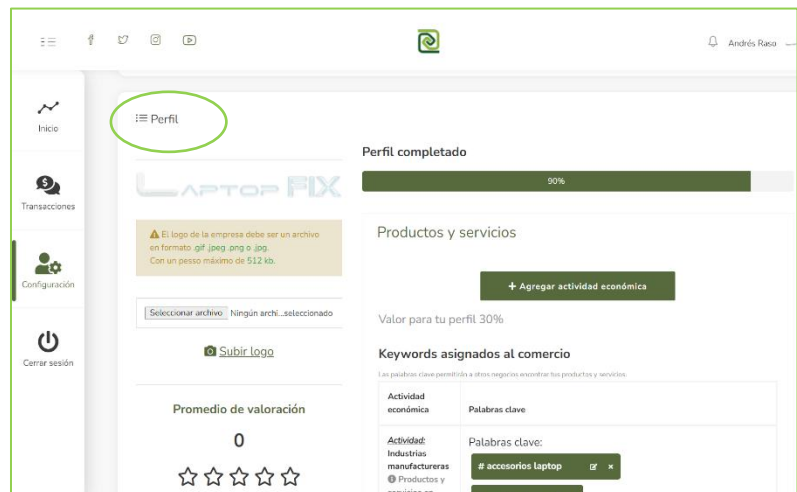 Andrés Raso
Inicio
Transacciones
Configuración
Cerrar sesión
Perfil
LAPTOP FIX
El logo de la empresa debe ser un archivo
en formato .gif .jpeg .png o .jpg.
Con un pesso máximo de 512 kb.
Seleccionar archivo Ningún archi...seleccionado
Subir logo
Promedio de valoración
0
Perfil completado
90%
Productos y servicios
+ Agregar actividad económica
Valor para tu perfil 30%
Keywords asignados al comercio
Las palabras clave permitirán a otros negocios encontrar tus productos y servicios.
Actividad
económica
Palabras clave
Actividad:
Industrias
manufactureras
Productos y
servicios en
Palabras clave:
# accesorios laptop ×